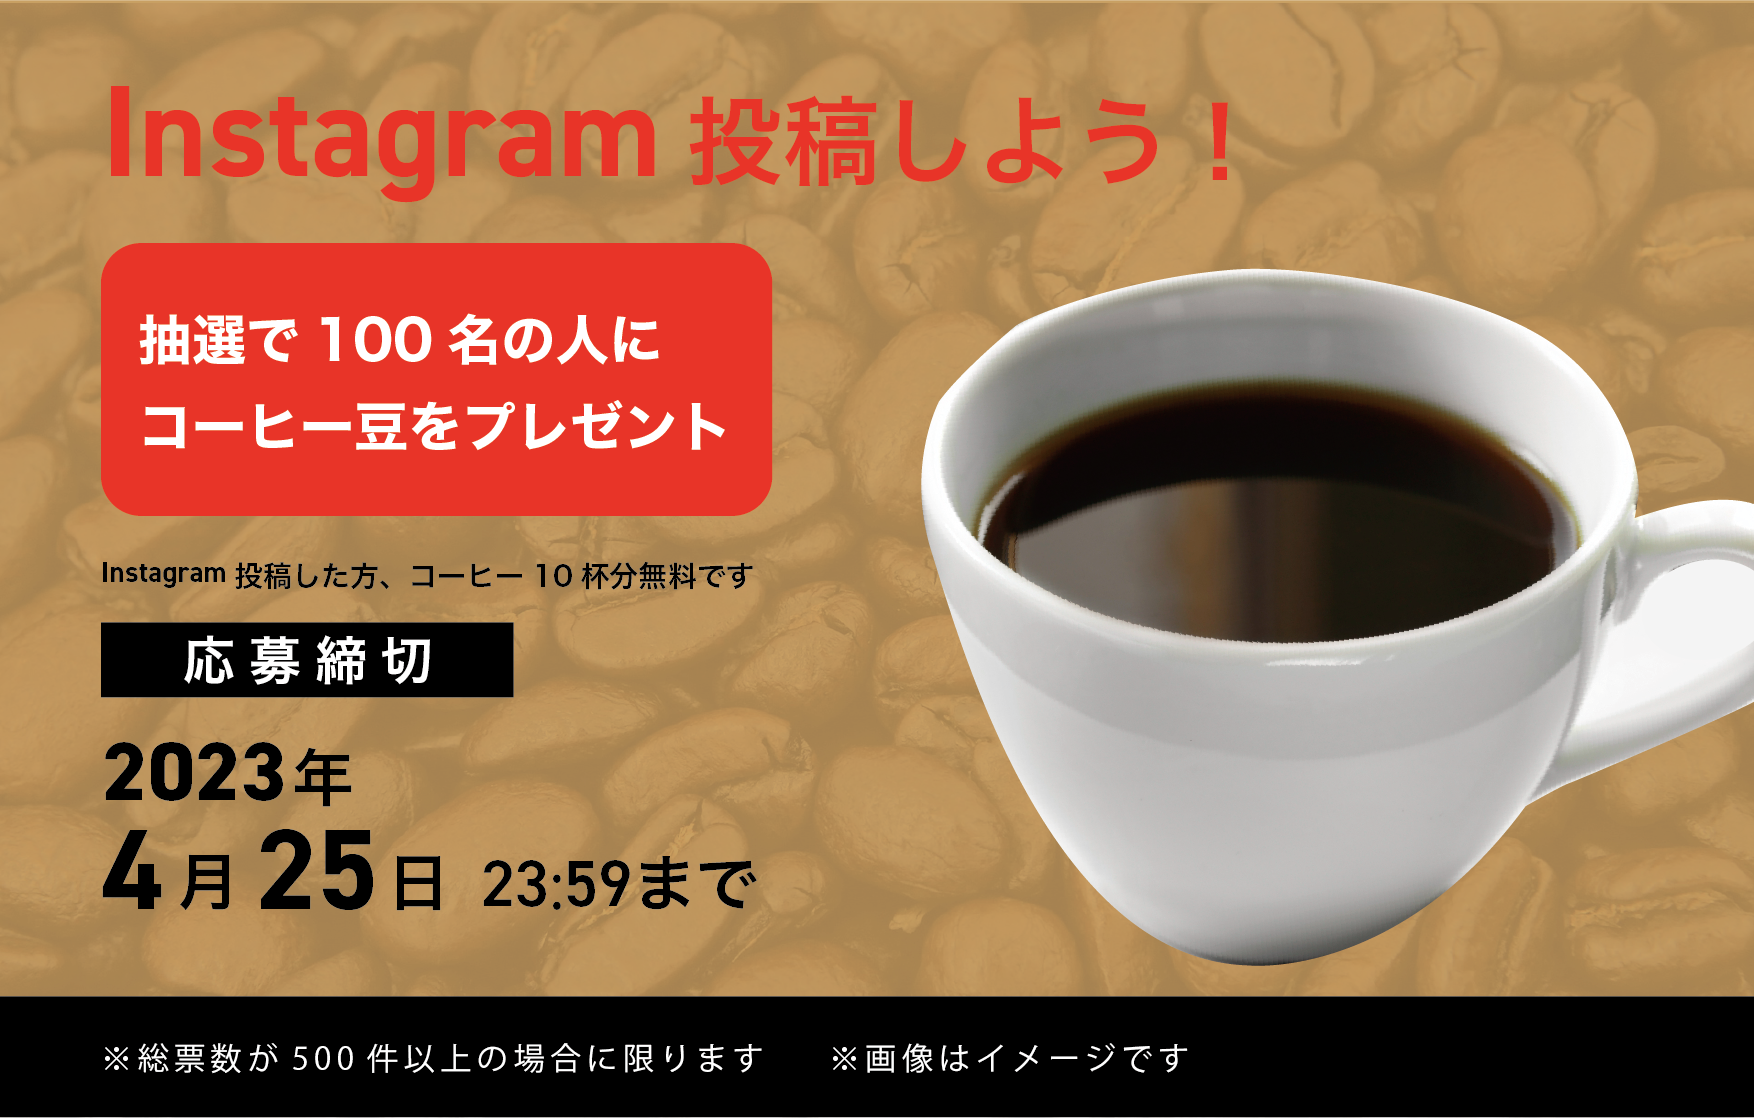 Instagram 投稿しよう！
抽選で 100 名の人に
コーヒー豆をプレゼント
Instagram 投稿した方、コーヒー 10 杯分無料です
応募締切
2023年
4月25日 23:59まで
※総票数が 500 件以上の場合に限ります ※画像はイメージです